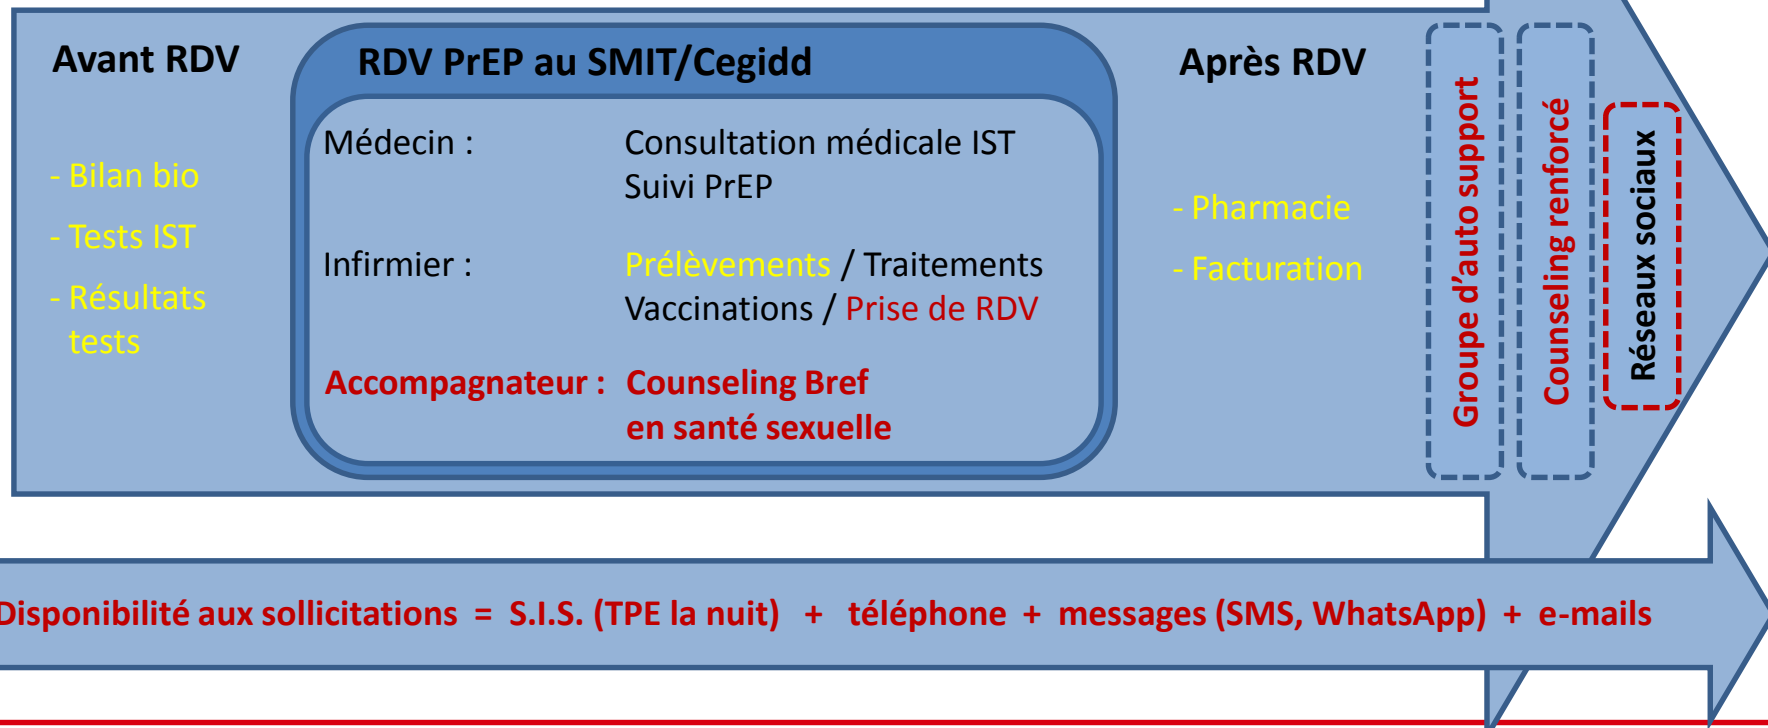 Avant RDV
- Bilan bio
- Tests IST
- Résultats
tests
RDV PrEP au SMIT/Cegidd
Médecin : Consultation médicale IST
Suivi PrEP
Infirmier : Prélèvements / Traitements
Vaccinations / Prise de RDV
Accompagnateur : Counseling Bref
en santé sexuelle
Après RDV
- Pharmacie
- Facturation
Groupe d’auto support
Counseling renforcé
Réseaux sociaux
Disponibilité aux sollicitations = S.I.S. (TPE la nuit) + téléphone + messages (SMS, WhatsApp) + e-mails